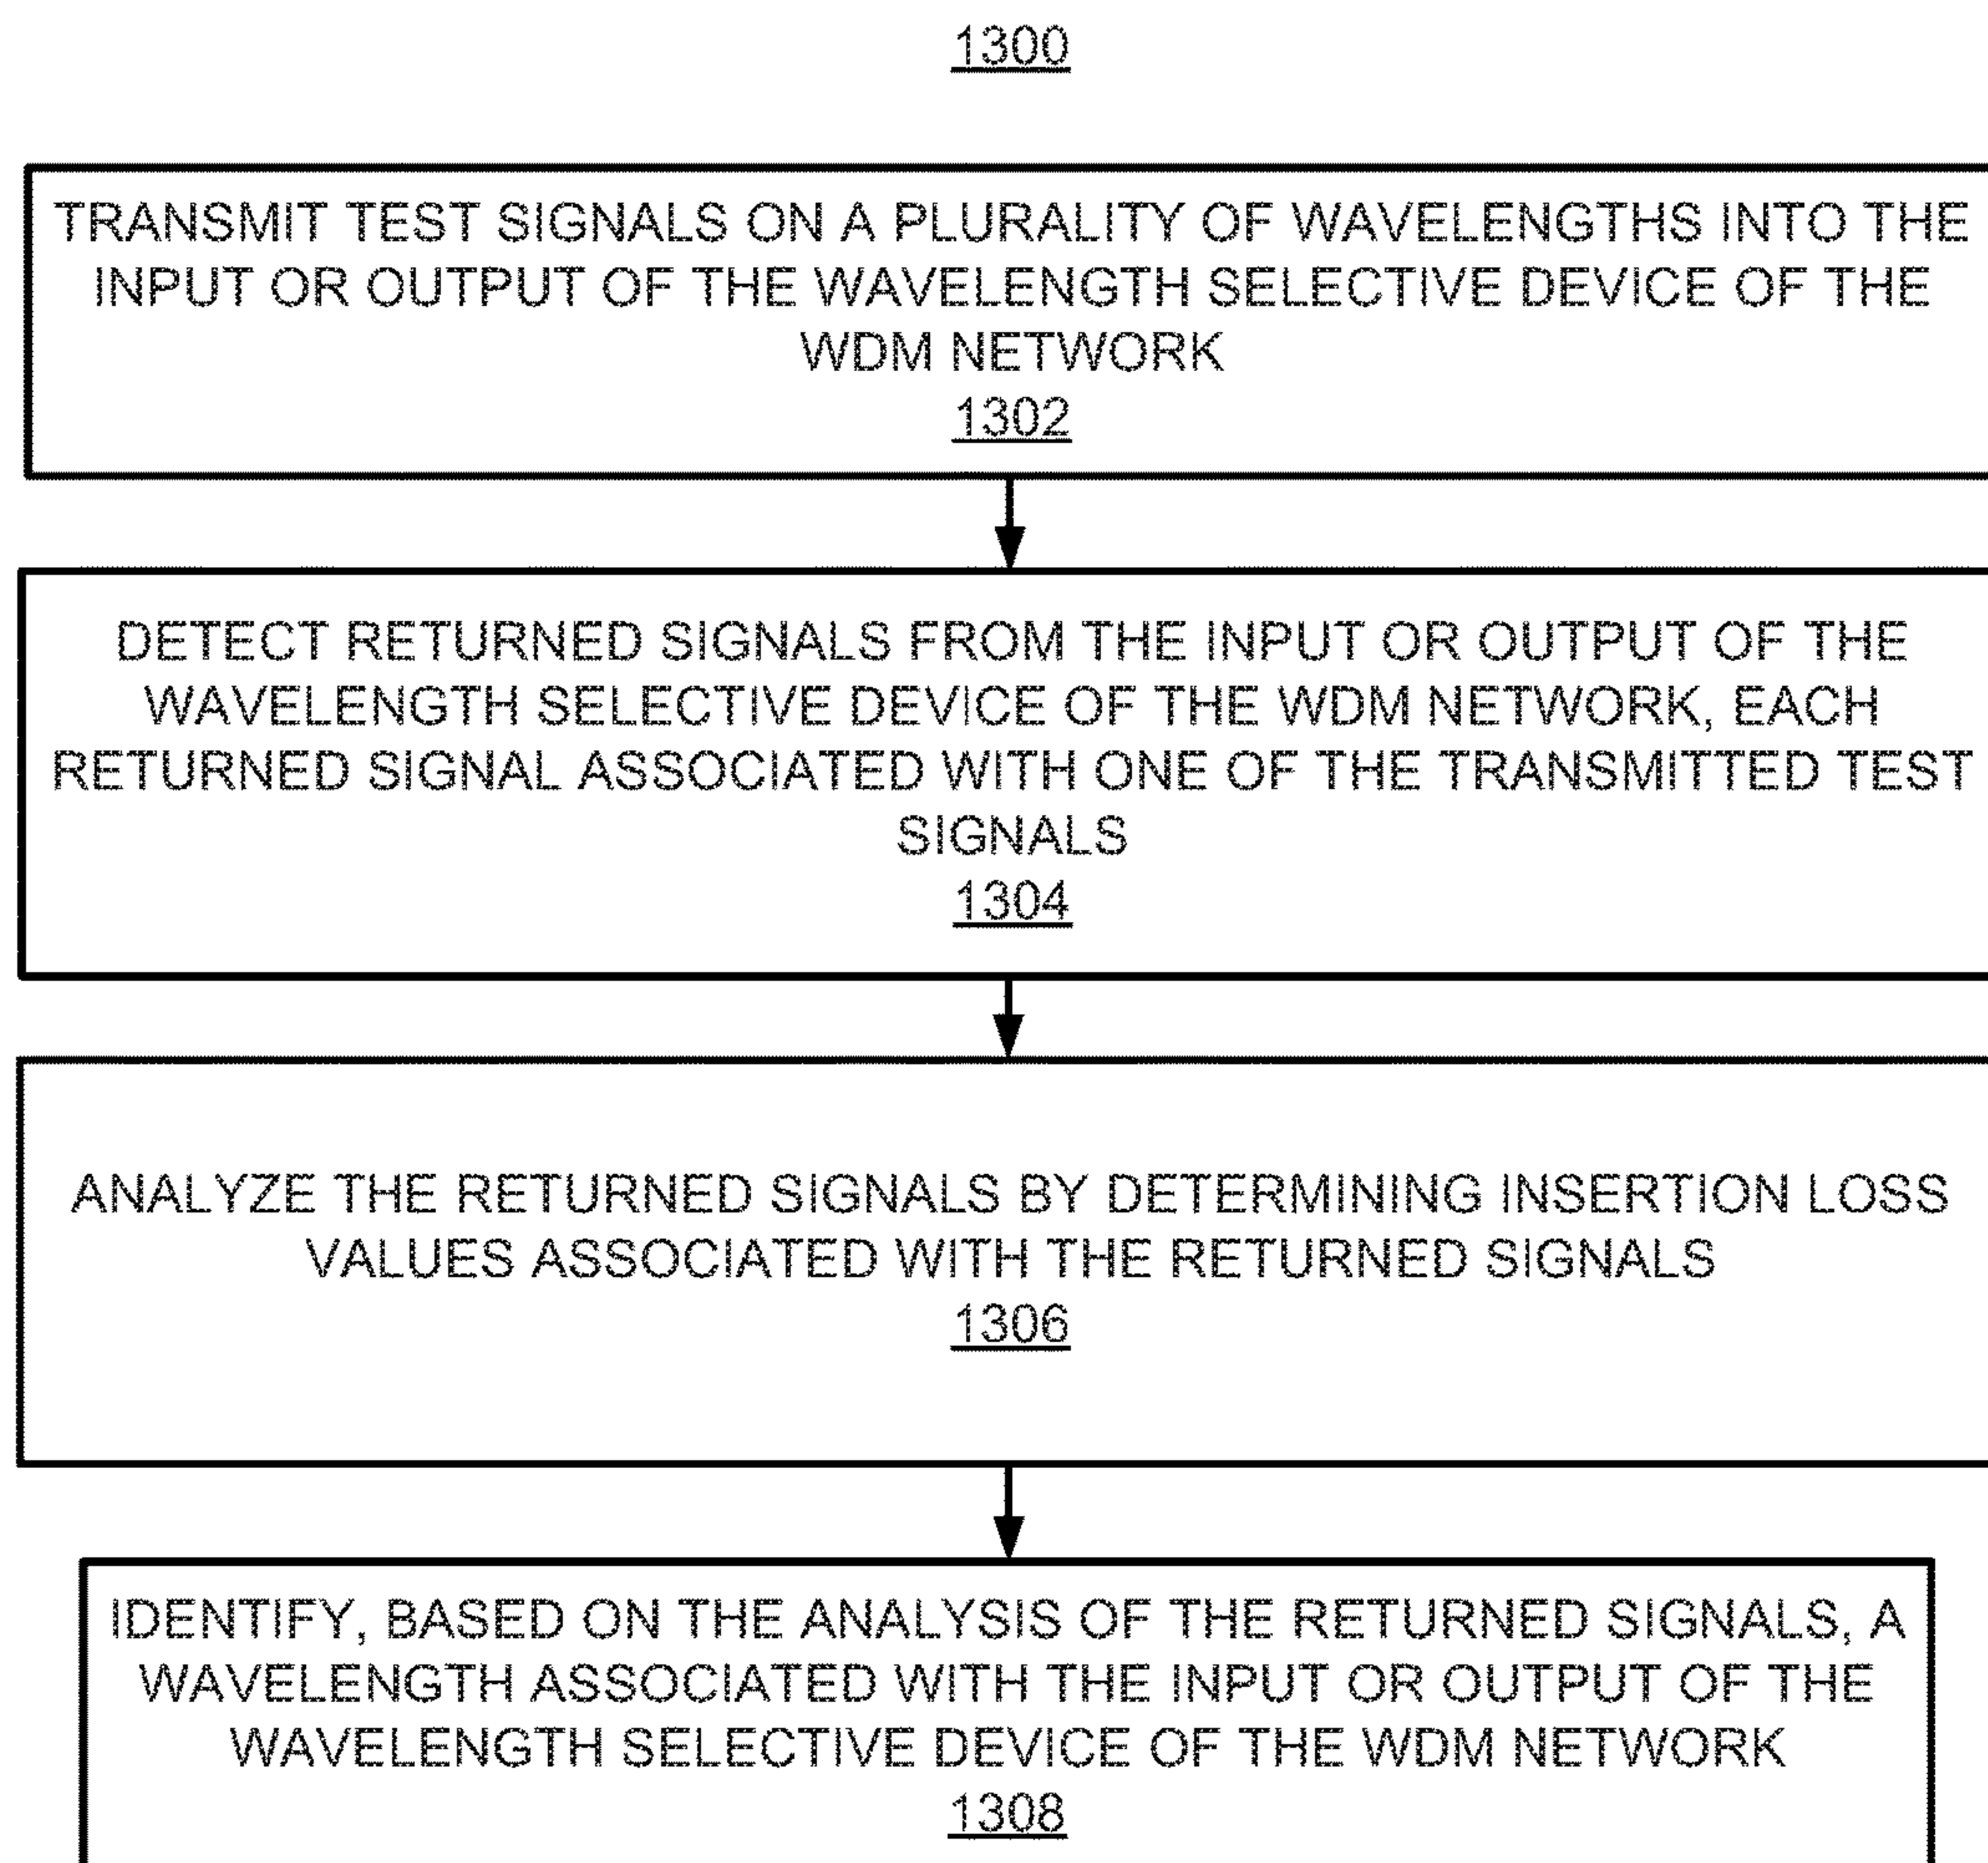 1300
TRANSMIT TEST SIGNALS ON A PLURALITY OF WAVELENGTHS INTO THE
INPUT OR OUTPUT OF THE WAVELENGTH SELECTIVE DEVICE OF THE
WDM NETWORK
1302
DETECT RETURNED SIGNALS FROM THE INPUT OR OUTPUT OF THE
WAVELENGTH SELECTIVE DEVICE OF THE WDM NETWORK, EACH
RETURNED SIGNAL ASSOCIATED WITH ONE OF THE TRANSMITTED TEST
SIGNALS
1304
ANALYZE THE RETURNED SIGNALS BY DETERMINING INSERTION LOSS
VALUES ASSOCIATED WITH THE RETURNED SIGNALS
1306
IDENTIFY, BASED ON THE ANALYSIS OF THE RETURNED SIGNALS, A
WAVELENGTH ASSOCIATED WITH THE INPUT OR OUTPUT OF THE
WAVELENGTH SELECTIVE DEVICE OF THE WDM NETWORK
1308